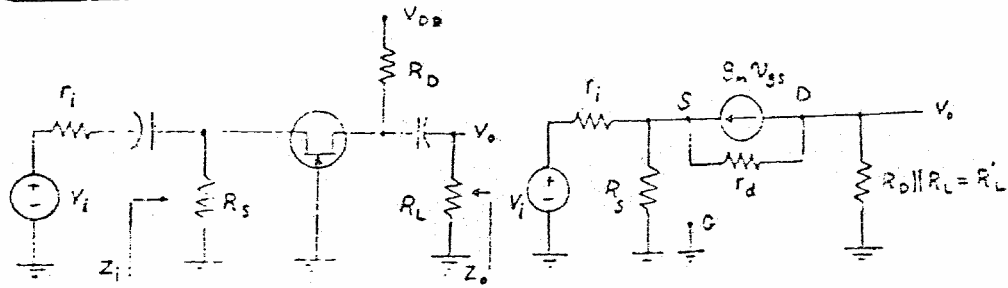 V_DD
R_D
r_i
V_o
+
-
V_i
R_S
R_L
Z_i
Z_o
g_m v_gs
r_i
S
D
V_o
r_d
+
-
V_i
R_S
G
R_D||R_L = R'_L